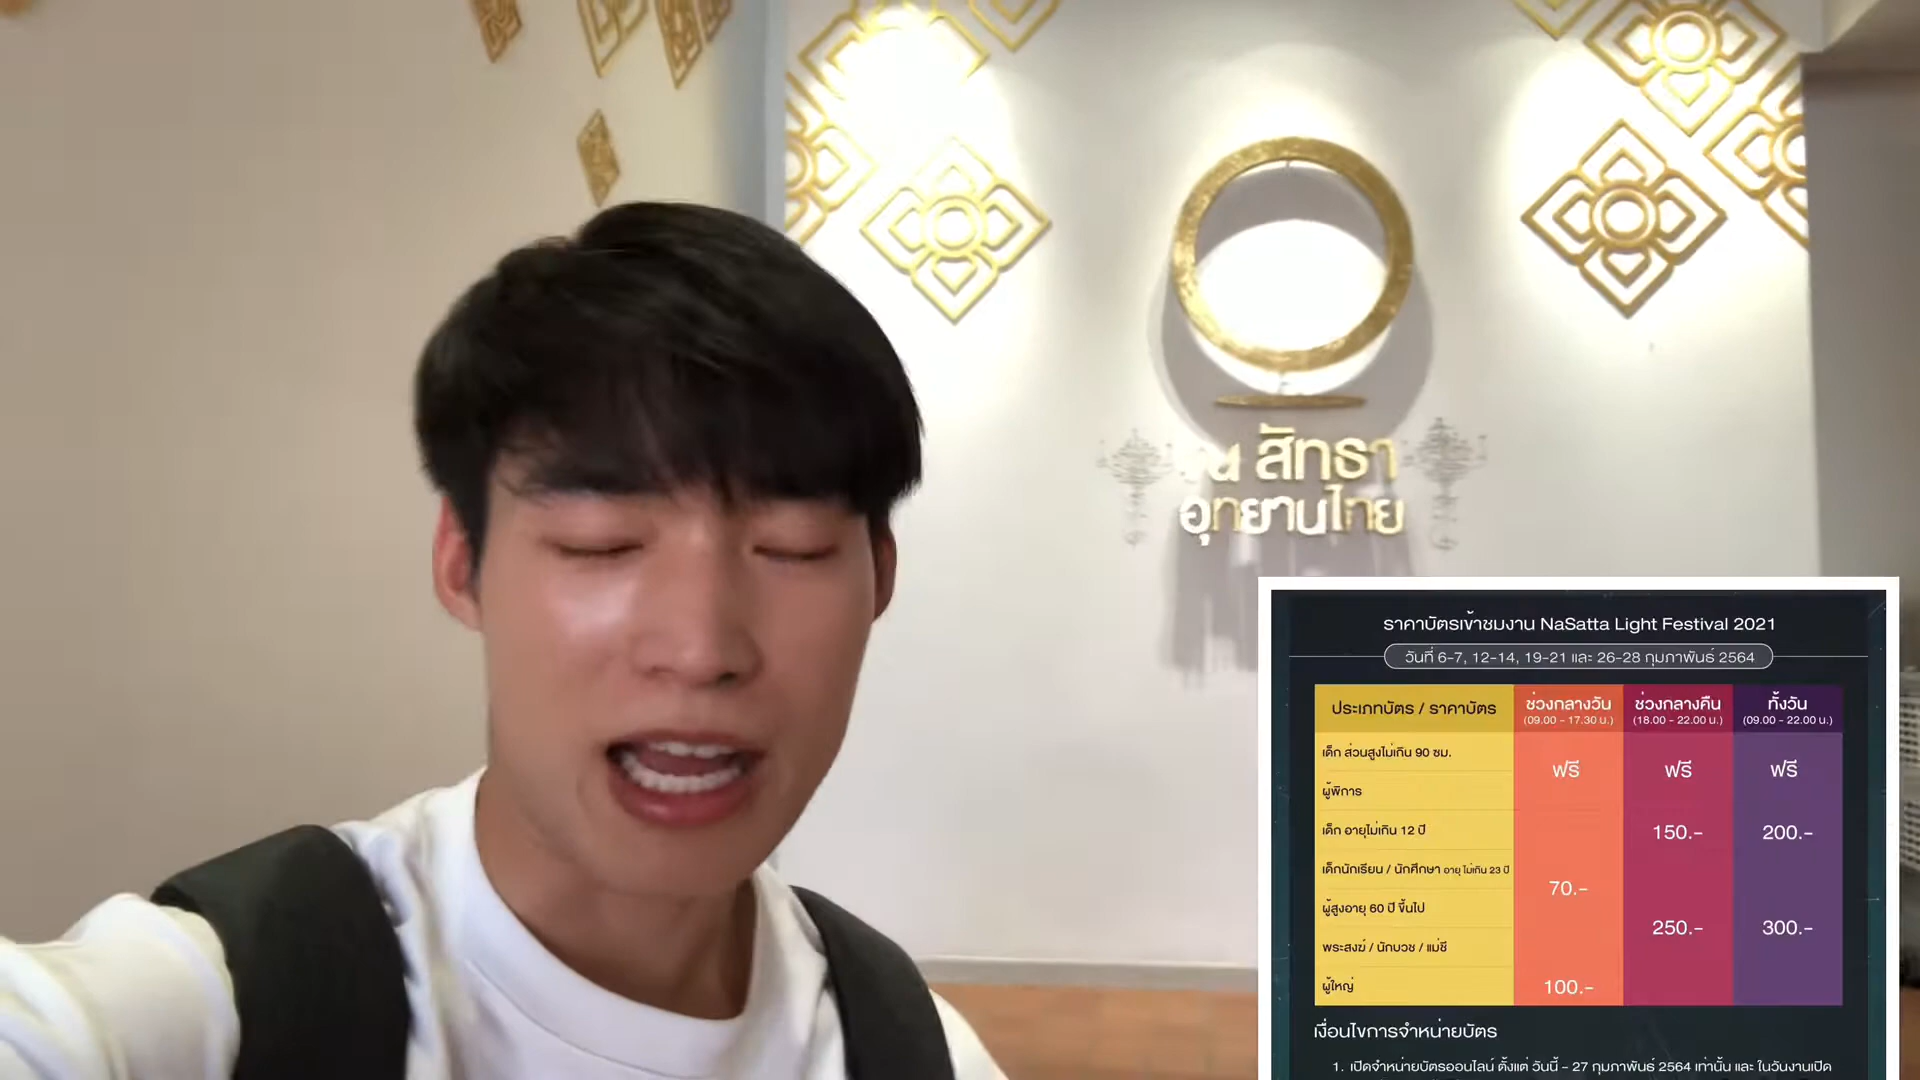 สัทธา
อุทยานไทย
ราคาบัตรเข้าชมงาน NaSatta Light Festival 2021
วันที่ 6-7, 12-14, 19-21 และ 26-28 กุมภาพันธ์ 2564
ประเภทบัตร / ราคาบัตร ช่วงกลางวัน ช่วงกลางคืน ทั้งวัน
(09.00 - 17.30 น.) (18.00 - 22.00 น.) (09.00 - 22.00 น.)
เด็ก ส่วนสูงไม่เกิน 90 ซม.
ฟรี ฟรี ฟรี
ผู้พิการ
เด็ก อายุไม่เกิน 12 ปี 150.- 200.-
เด็กนักเรียน / นักศึกษา อายุ ไม่เกิน 23 ปี
70.-
ผู้สูงอายุ 60 ปี ขึ้นไป
250.- 300.-
พระสงฆ์ / นักบวช / แม่ชี
ผู้ใหญ่ 100.-
เงื่อนไขการจำหน่ายบัตร
1. เปิดจำหน่ายบัตรออนไลน์ ตั้งแต่ วันนี้ - 27 กุมภาพันธ์ 2564 เท่านั้น และ ในวันงานเปิด